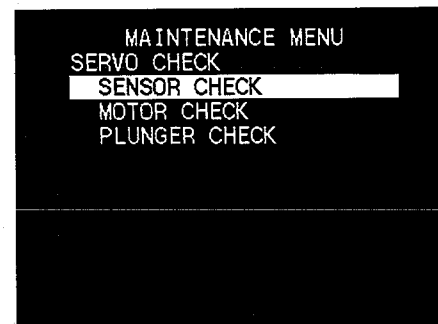 MAINTENANCE MENU
SERVO CHECK
SENSOR CHECK
MOTOR CHECK
PLUNGER CHECK